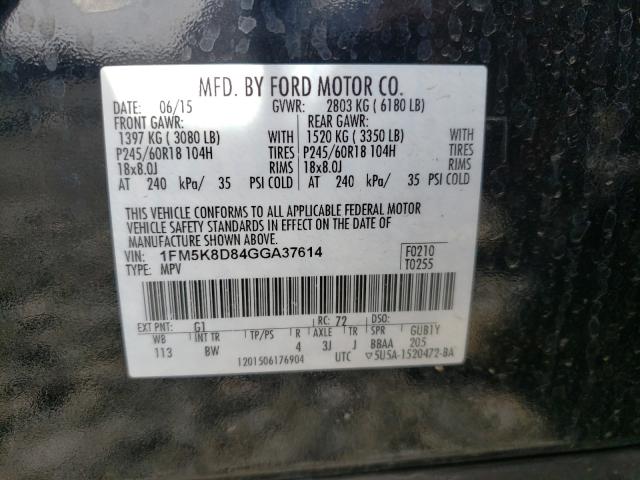 MFD. BY FORD MOTOR CO.
DATE: 06/15 GVWR: 2803 KG ( 6180 LB)
FRONT GAWR: REAR GAWR:
1397 KG ( 3080 LB) WITH 1520 KG ( 3350 LB) WITH
P245/60R18 104H TIRES P245/60R18 104H TIRES
18x8.0J RIMS 18x8.0J RIMS
AT 240 kPa/ 35 PSI COLD AT 240 kPa/ 35 PSI COLD
THIS VEHICLE CONFORMS TO ALL APPLICABLE FEDERAL MOTOR
VEHICLE SAFETY STANDARDS IN EFFECT ON THE DATE OF
MANUFACTURE SHOWN ABOVE.
VIN: 1FM5K8D84GGA37614 F0210
TYPE: MPV T0255
EXT PNT: G1 RC: 72 DSO:
WB INT TR TP/PS R AXLE TR SPR GUB1Y
113 BW 4 3J J BBAA 205
1201506176904 UTC ▽5U5A-1520472-BA